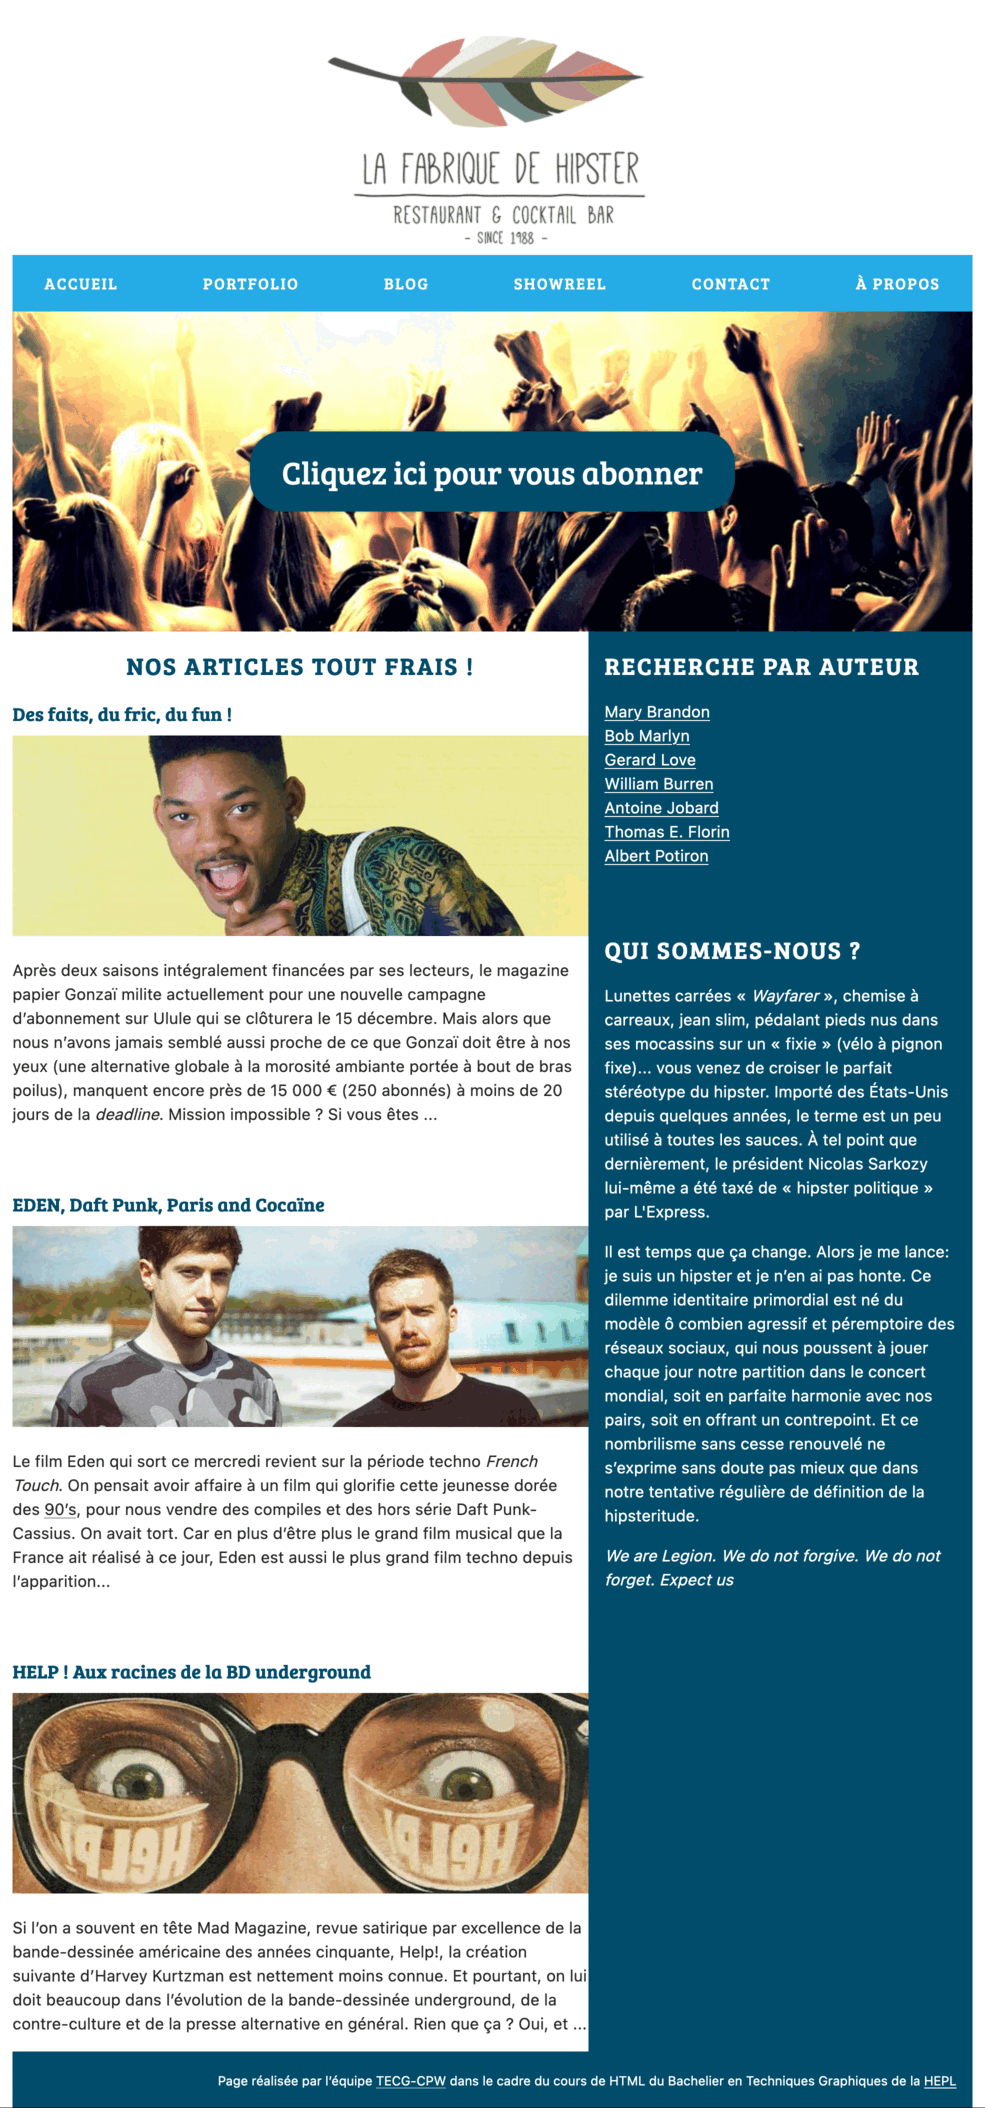 LA FABRIQUE DE HIPSTER
RESTAURANT & COCKTAIL BAR
- SINCE 1988 -
ACCUEIL PORTFOLIO BLOG SHOWREEL CONTACT À PROPOS
Cliquez ici pour vous abonner
NOS ARTICLES TOUT FRAIS !
Des faits, du fric, du fun !
Après deux saisons intégralement financées par ses lecteurs, le magazine
papier Gonzaï milite actuellement pour une nouvelle campagne
d’abonnement sur Ulule qui se clôturera le 15 décembre. Mais alors que
nous n’avons jamais semblé aussi proche de ce que Gonzaï doit être à nos
yeux (une alternative globale à la morosité ambiante portée à bout de bras
poilus), manquent encore près de 15 000 € (250 abonnés) à moins de 20
jours de la deadline. Mission impossible ? Si vous êtes ...
EDEN, Daft Punk, Paris and Cocaïne
Le film Eden qui sort ce mercredi revient sur la période techno French
Touch. On pensait avoir affaire à un film qui glorifie cette jeunesse dorée
des 90’s, pour nous vendre des compiles et des hors série Daft Punk-
Cassius. On avait tort. Car en plus d’être plus le grand film musical que la
France ait réalisé à ce jour, Eden est aussi le plus grand film techno depuis
l’apparition...
HELP ! Aux racines de la BD underground
HELP!
HELP!
Si l’on a souvent en tête Mad Magazine, revue satirique par excellence de la
bande-dessinée américaine des années cinquante, Help!, la création
suivante d’Harvey Kurtzman est nettement moins connue. Et pourtant, on lui
doit beaucoup dans l’évolution de la bande-dessinée underground, de la
contre-culture et de la presse alternative en général. Rien que ça ? Oui, et ...
RECHERCHE PAR AUTEUR
Mary Brandon
Bob Marlyn
Gerard Love
William Burren
Antoine Jobard
Thomas E. Florin
Albert Potiron
QUI SOMMES-NOUS ?
Lunettes carrées « Wayfarer », chemise à
carreaux, jean slim, pédalant pieds nus dans
ses mocassins sur un « fixie » (vélo à pignon
fixe)... vous venez de croiser le parfait
stéréotype du hipster. Importé des États-Unis
depuis quelques années, le terme est un peu
utilisé à toutes les sauces. À tel point que
dernièrement, le président Nicolas Sarkozy
lui-même a été taxé de « hipster politique »
par L'Express.
Il est temps que ça change. Alors je me lance:
je suis un hipster et je n’en ai pas honte. Ce
dilemme identitaire primordial est né du
modèle ô combien agressif et péremptoire des
réseaux sociaux, qui nous poussent à jouer
chaque jour notre partition dans le concert
mondial, soit en parfaite harmonie avec nos
pairs, soit en offrant un contrepoint. Et ce
nombrilisme sans cesse renouvelé ne
s’exprime sans doute pas mieux que dans
notre tentative régulière de définition de la
hipsteritude.
We are Legion. We do not forgive. We do not
forget. Expect us
Page réalisée par l’équipe TECG-CPW dans le cadre du cours de HTML du Bachelier en Techniques Graphiques de la HEPL